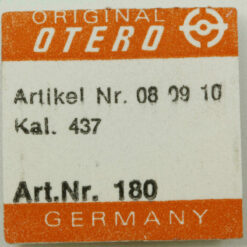 ORIGINAL
OTERO
Artikel Nr. 08 09 10
Kal. 437
Art.Nr. 180
GERMANY